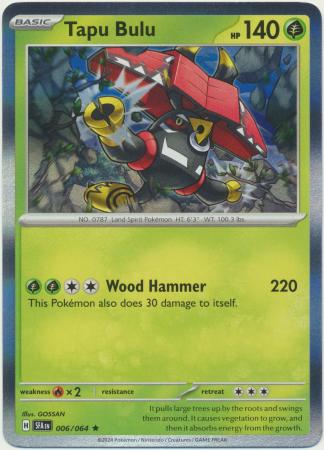 BASIC
Tapu Bulu
HP 140
NO. 0787 Land Spirit Pokémon HT: 6'3" WT: 100.3 lbs.
Wood Hammer 220
This Pokémon also does 30 damage to itself.
weakness ×2 resistance retreat
Illus. GOSSAN
H SFA EN 006/064 ★
It pulls large trees up by the roots and swings
them around. It causes vegetation to grow, and
then it absorbs energy from the growth.
©2024 Pokémon / Nintendo / Creatures / GAME FREAK